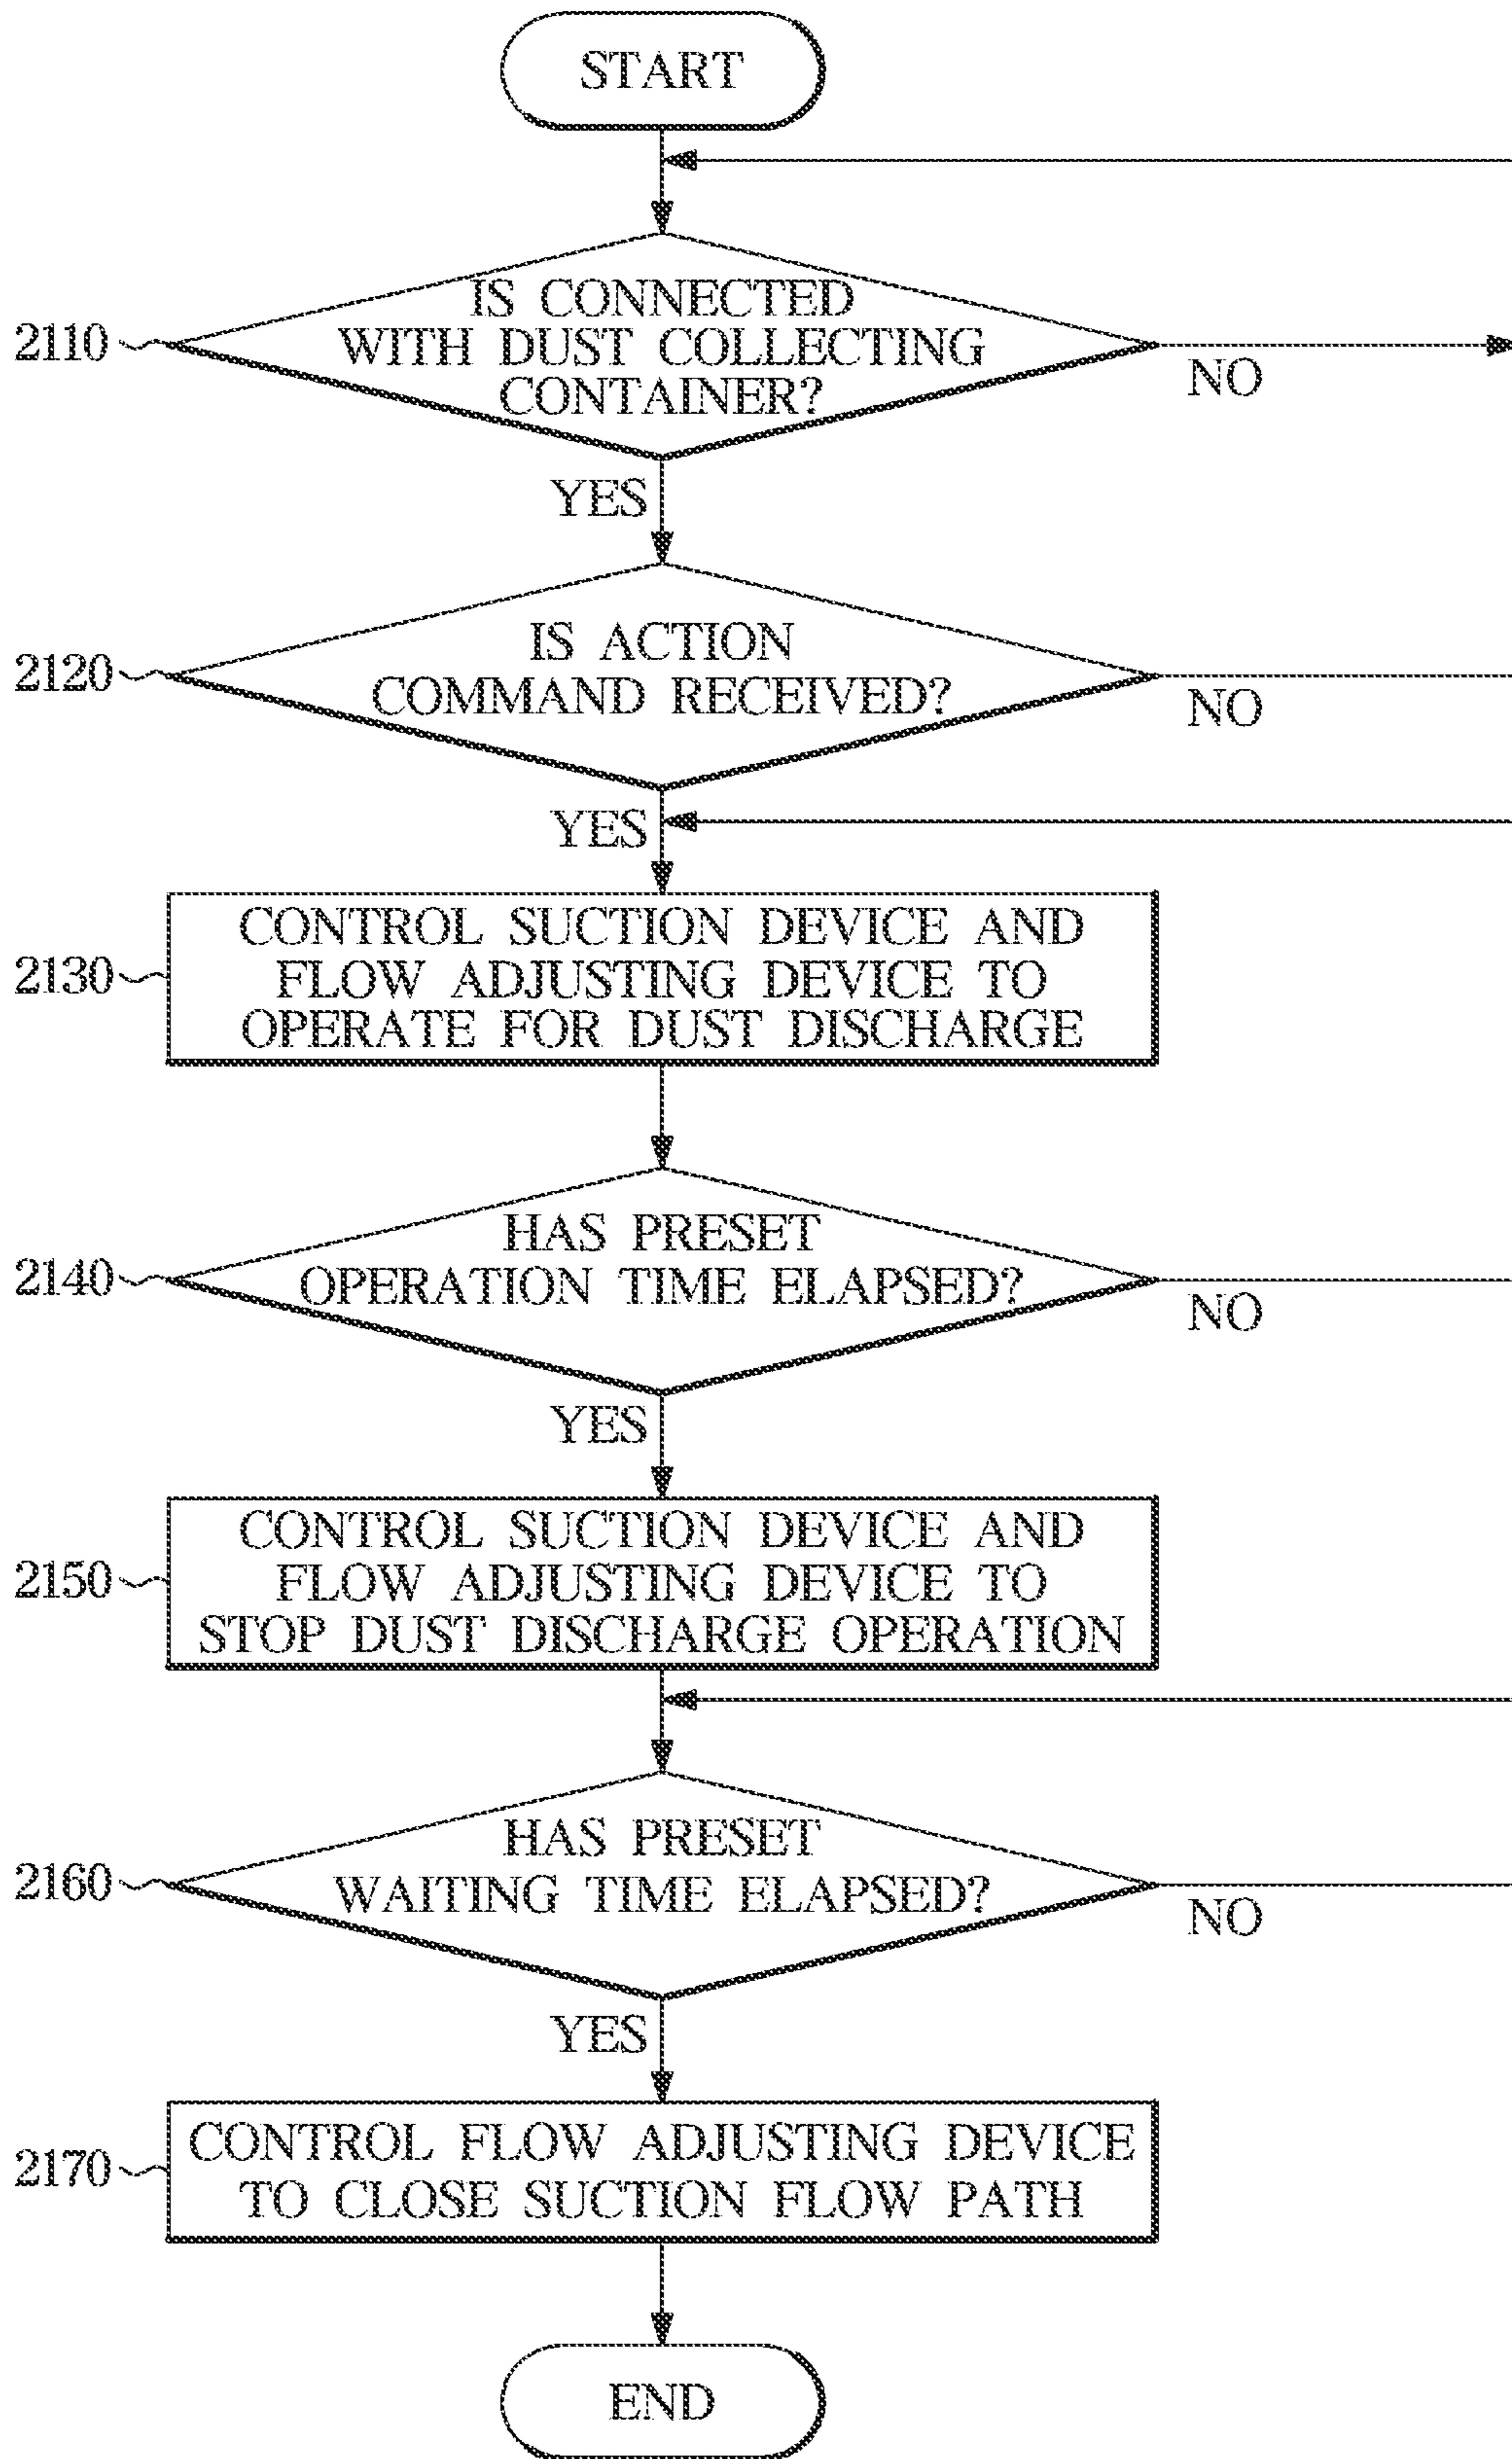 START
IS CONNECTED
WITH DUST COLLECTING
CONTAINER?
2110
NO
YES
IS ACTION
COMMAND RECEIVED?
2120
NO
YES
CONTROL SUCTION DEVICE AND
FLOW ADJUSTING DEVICE TO
OPERATE FOR DUST DISCHARGE
2130
HAS PRESET
OPERATION TIME ELAPSED?
2140
NO
YES
CONTROL SUCTION DEVICE AND
FLOW ADJUSTING DEVICE TO
STOP DUST DISCHARGE OPERATION
2150
HAS PRESET
WAITING TIME ELAPSED?
2160
NO
YES
CONTROL FLOW ADJUSTING DEVICE
TO CLOSE SUCTION FLOW PATH
2170
END